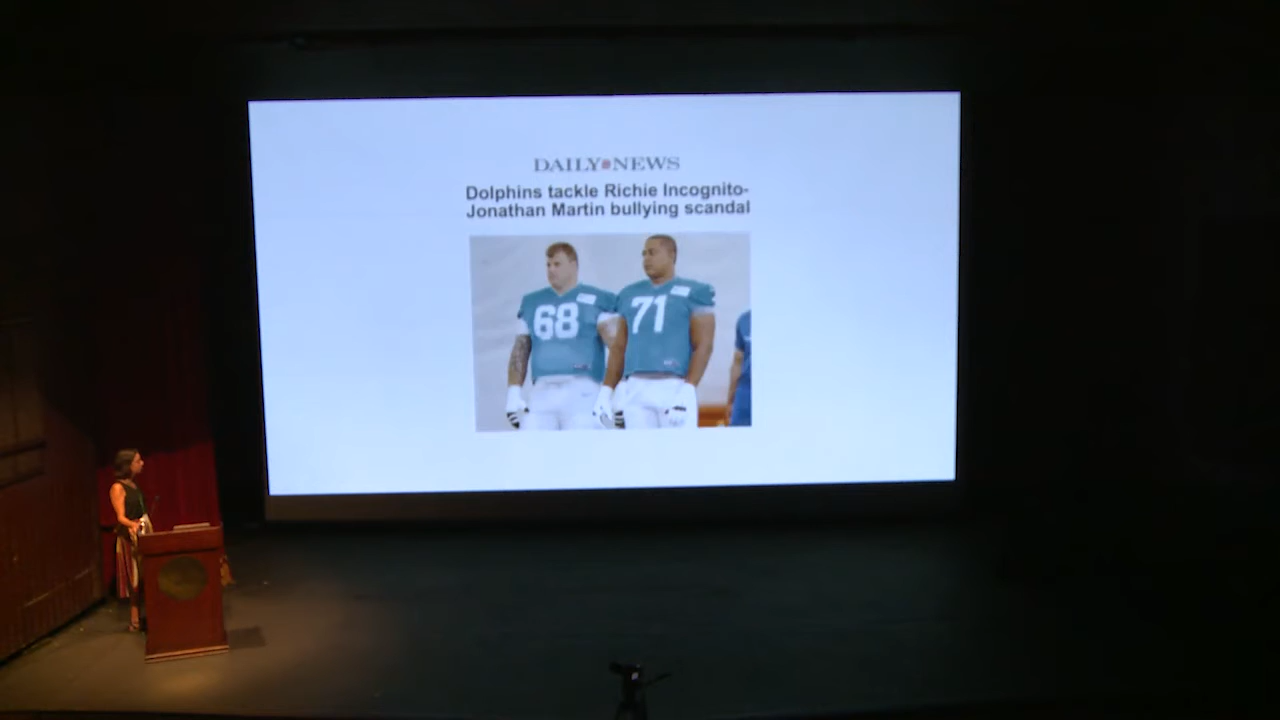 DAILY NEWS
Dolphins tackle Richie Incognito-
Jonathan Martin bullying scandal
68
71